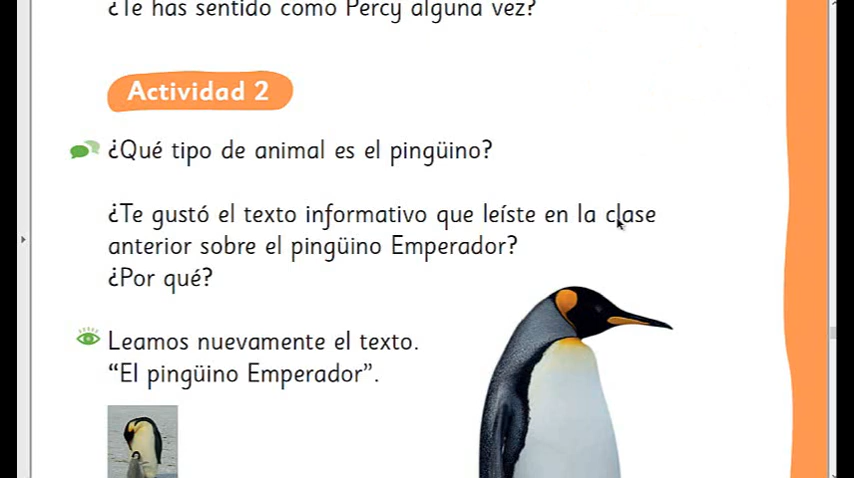 ¿Te has sentido como Percy alguna vez?
Actividad 2
¿Qué tipo de animal es el pingüino?
¿Te gustó el texto informativo que leíste en la clase
anterior sobre el pingüino Emperador?
¿Por qué?
Leamos nuevamente el texto.
“El pingüino Emperador”.